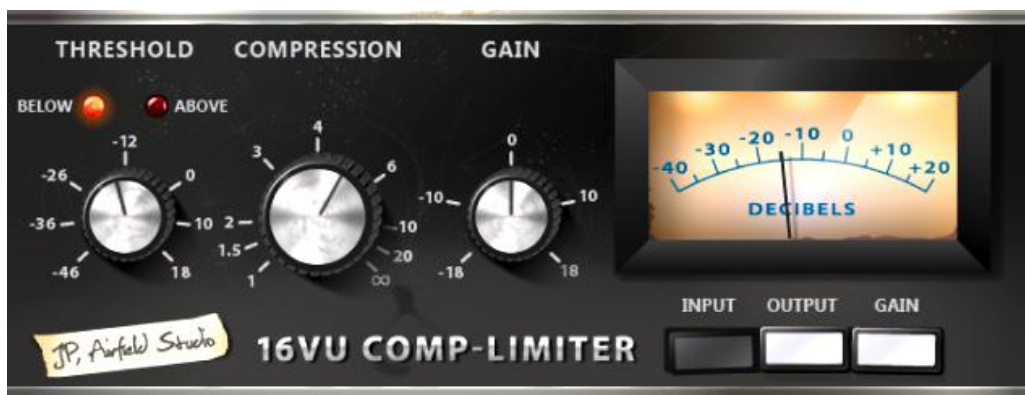 THRESHOLD COMPRESSION GAIN
BELOW ABOVE
-46 -36 -26 -12 0 10 18
1 1.5 2 3 4 6 10 20 ∞
-18 -10 0 10 18
-40 -30 -20 -10 0 +10 +20
DECIBELS
INPUT OUTPUT GAIN
JP, Airfield Studio
16VU COMP-LIMITER